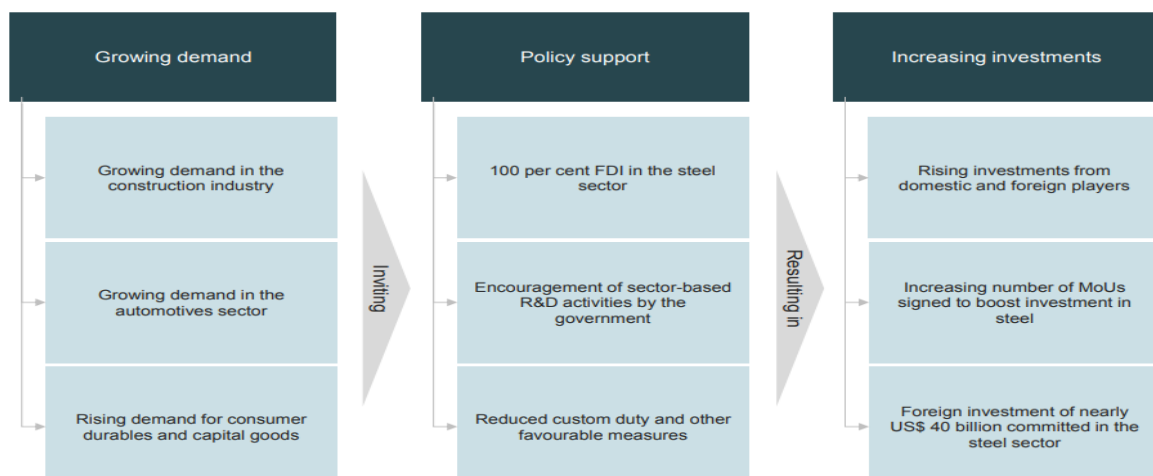 Growing demand
Growing demand in the
construction industry
Growing demand in the
automotives sector
Rising demand for consumer
durables and capital goods
Inviting
Policy support
100 per cent FDI in the steel
sector
Encouragement of sector-based
R&D activities by the
government
Reduced custom duty and other
favourable measures
Resulting in
Increasing investments
Rising investments from
domestic and foreign players
Increasing number of MoUs
signed to boost investment in
steel
Foreign investment of nearly
US$ 40 billion committed in the
steel sector